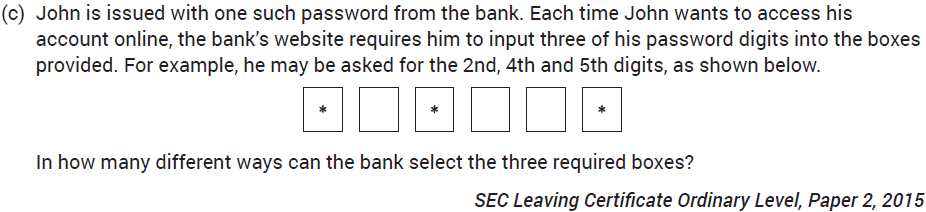 (c) John is issued with one such password from the bank. Each time John wants to access his
account online, the bank’s website requires him to input three of his password digits into the boxes
provided. For example, he may be asked for the 2nd, 4th and 5th digits, as shown below.
* * *
In how many different ways can the bank select the three required boxes?
SEC Leaving Certificate Ordinary Level, Paper 2, 2015